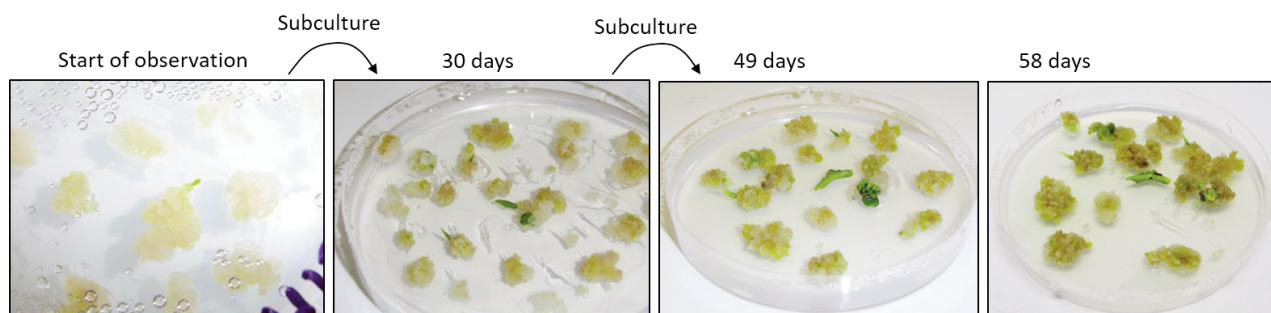 Subculture
Subculture
Start of observation
30 days
49 days
58 days